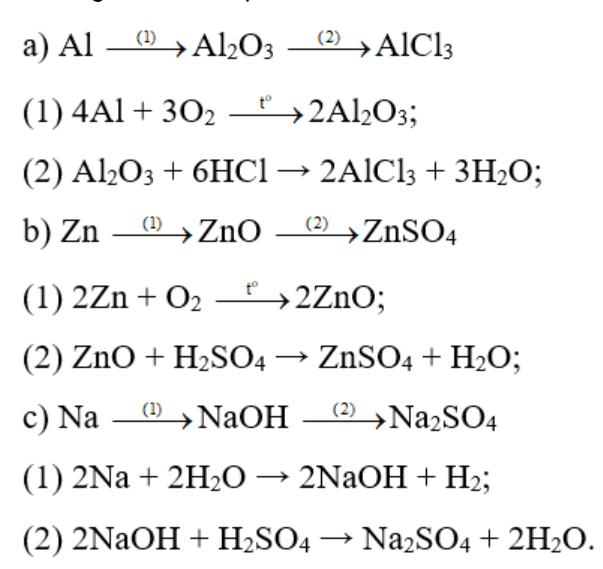 a) Al (1)→ Al₂O₃ (2)→ AlCl₃
(1) 4Al + 3O₂ t°→ 2Al₂O₃;
(2) Al₂O₃ + 6HCl → 2AlCl₃ + 3H₂O;
b) Zn (1)→ ZnO (2)→ ZnSO₄
(1) 2Zn + O₂ t°→ 2ZnO;
(2) ZnO + H₂SO₄ → ZnSO₄ + H₂O;
c) Na (1)→ NaOH (2)→ Na₂SO₄
(1) 2Na + 2H₂O → 2NaOH + H₂;
(2) 2NaOH + H₂SO₄ → Na₂SO₄ + 2H₂O.